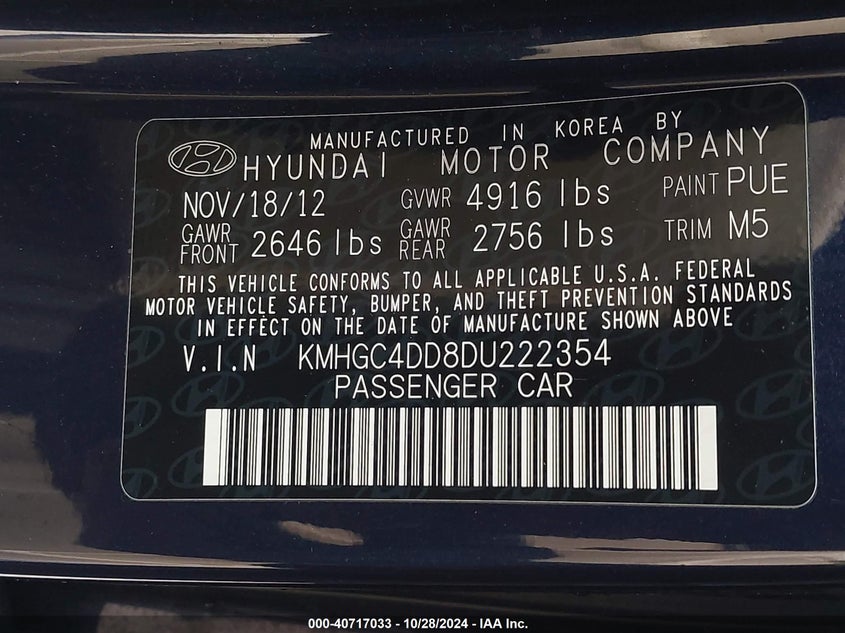 MANUFACTURED IN KOREA BY
HYUNDAI MOTOR COMPANY
NOV/18/12 GVWR 4916 lbs PAINT PUE
GAWR FRONT 2646 lbs GAWR REAR 2756 lbs TRIM M5
THIS VEHICLE CONFORMS TO ALL APPLICABLE U.S.A. FEDERAL
MOTOR VEHICLE SAFETY, BUMPER, AND THEFT PREVENTION STANDARDS
IN EFFECT ON THE DATE OF MANUFACTURE SHOWN ABOVE
V.I.N KMHGC4DD8DU222354
PASSENGER CAR
000-40717033 - 10/28/2024 - IAA Inc.